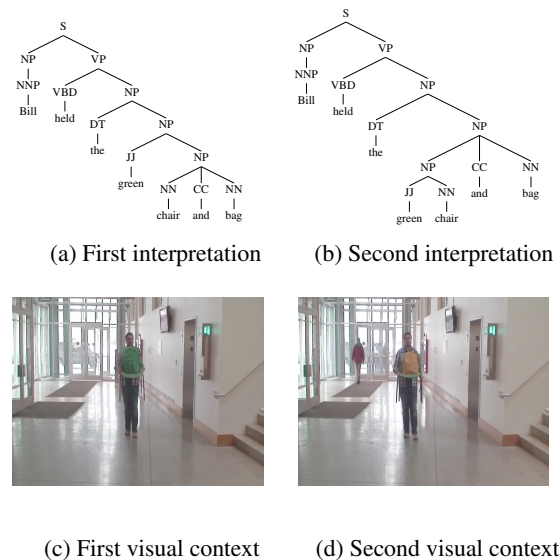 S
NP VP
NNP VBD NP
Bill held DT NP
the JJ NP
green NN CC NN
chair and bag
S
NP VP
NNP VBD NP
Bill held DT NP
the NP CC NN
JJ NN and bag
green chair
(a) First interpretation (b) Second interpretation
(c) First visual context (d) Second visual context